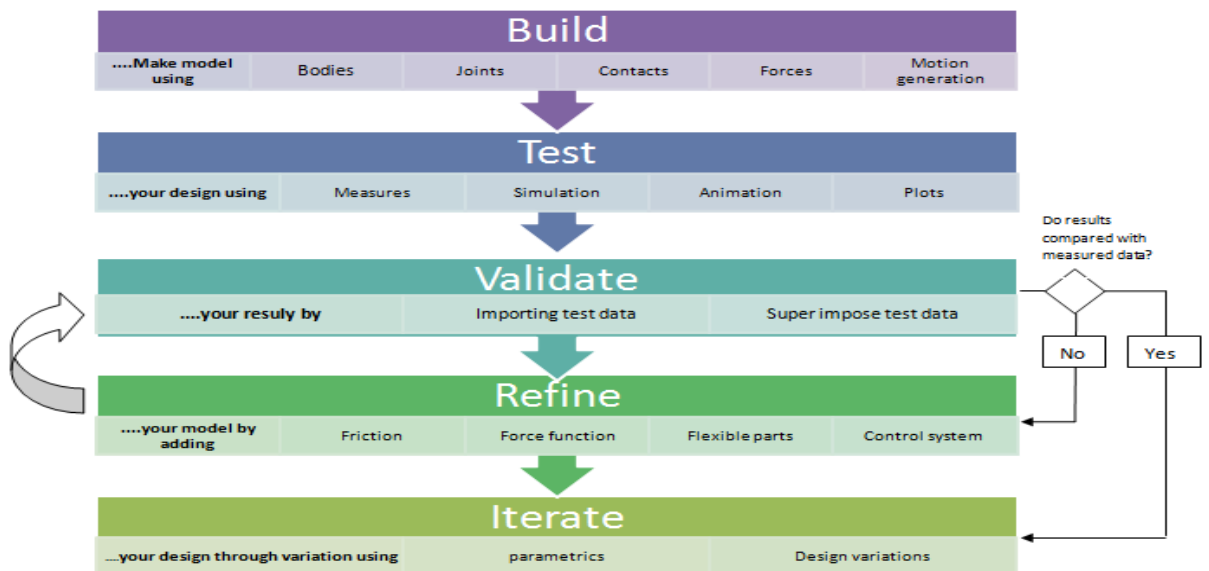 Build
....Make model
using
Bodies
Joints
Contacts
Forces
Motion
generation
Test
....your design using
Measures
Simulation
Animation
Plots
Do results
compared with
measured data?
Validate
....your resuly by
Importing test data
Super impose test data
No
Yes
Refine
....your model by
adding
Friction
Force function
Flexible parts
Control system
Iterate
....your design through variation using
parametrics
Design variations